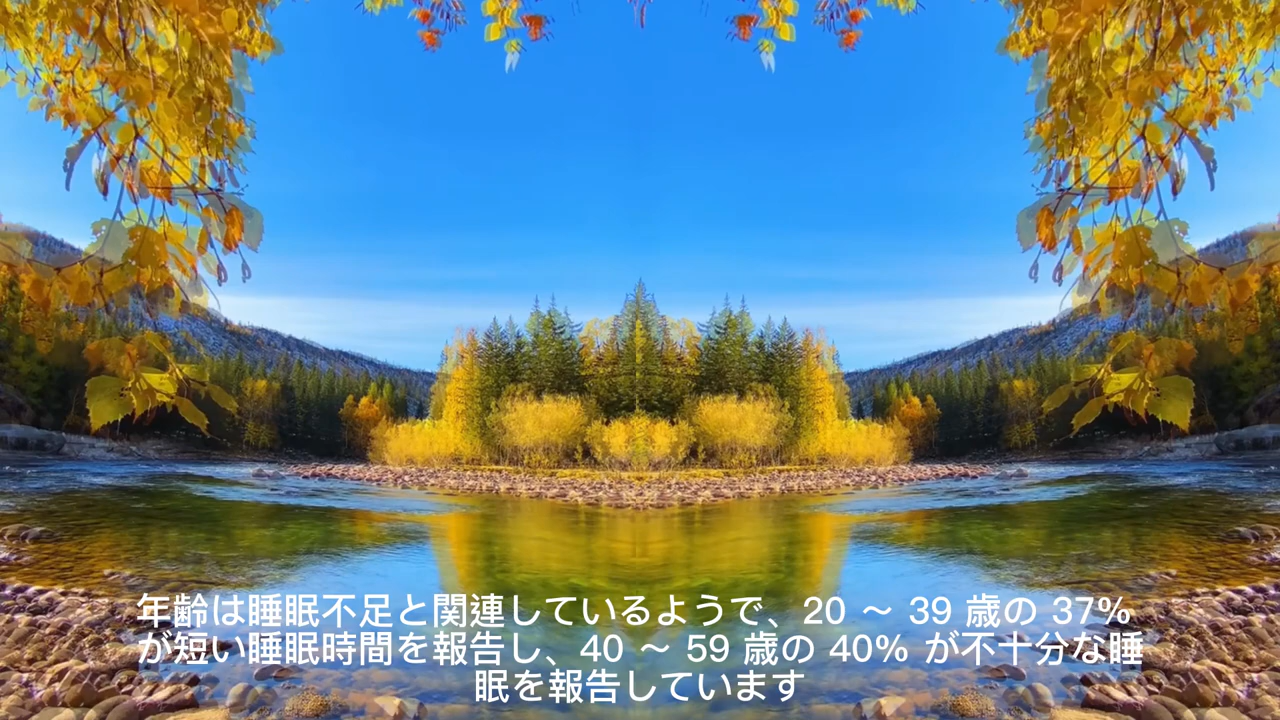 年齢は睡眠不足と関連しているようで、20 ~ 39 歳の 37%
が短い睡眠時間を報告し、40 ~ 59 歳の 40% が不十分な睡
眠を報告しています